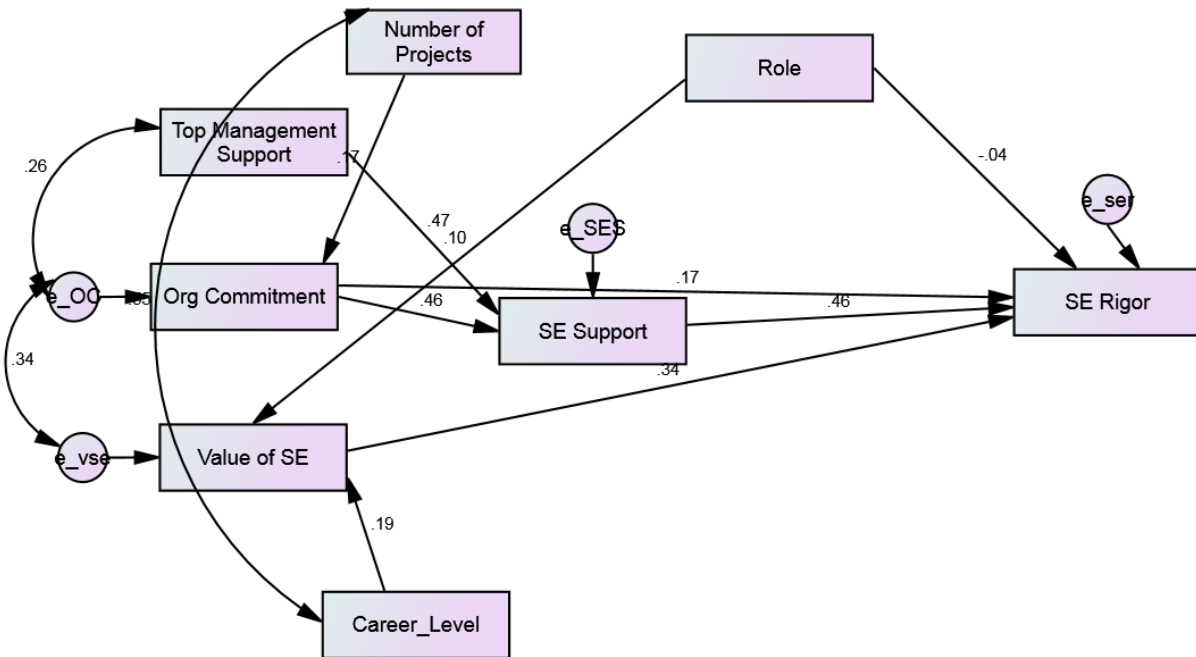 Number of
Projects
Role
Top Management
Support
.26
.17
-.04
e_ser
.47
e_SES
.10
e_OC
Org Commitment
.17
.46
.46
SE Rigor
SE Support
.34
.34
e_vse
Value of SE
.19
Career_Level